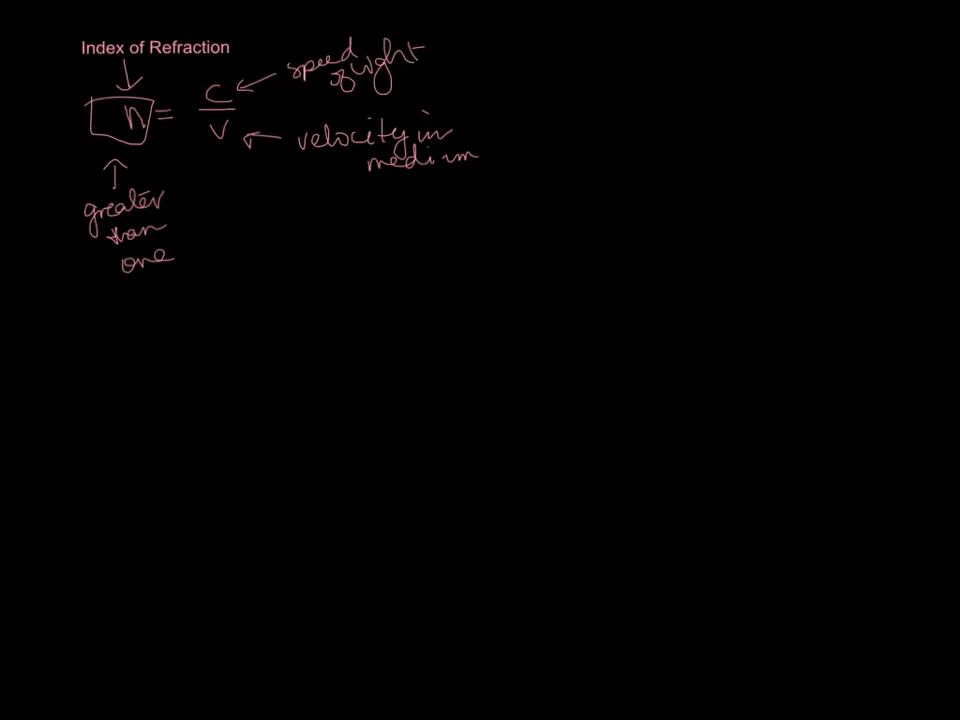 Index of Refraction
n = c / v
speed
of light
velocity in
medium
greater
than
one